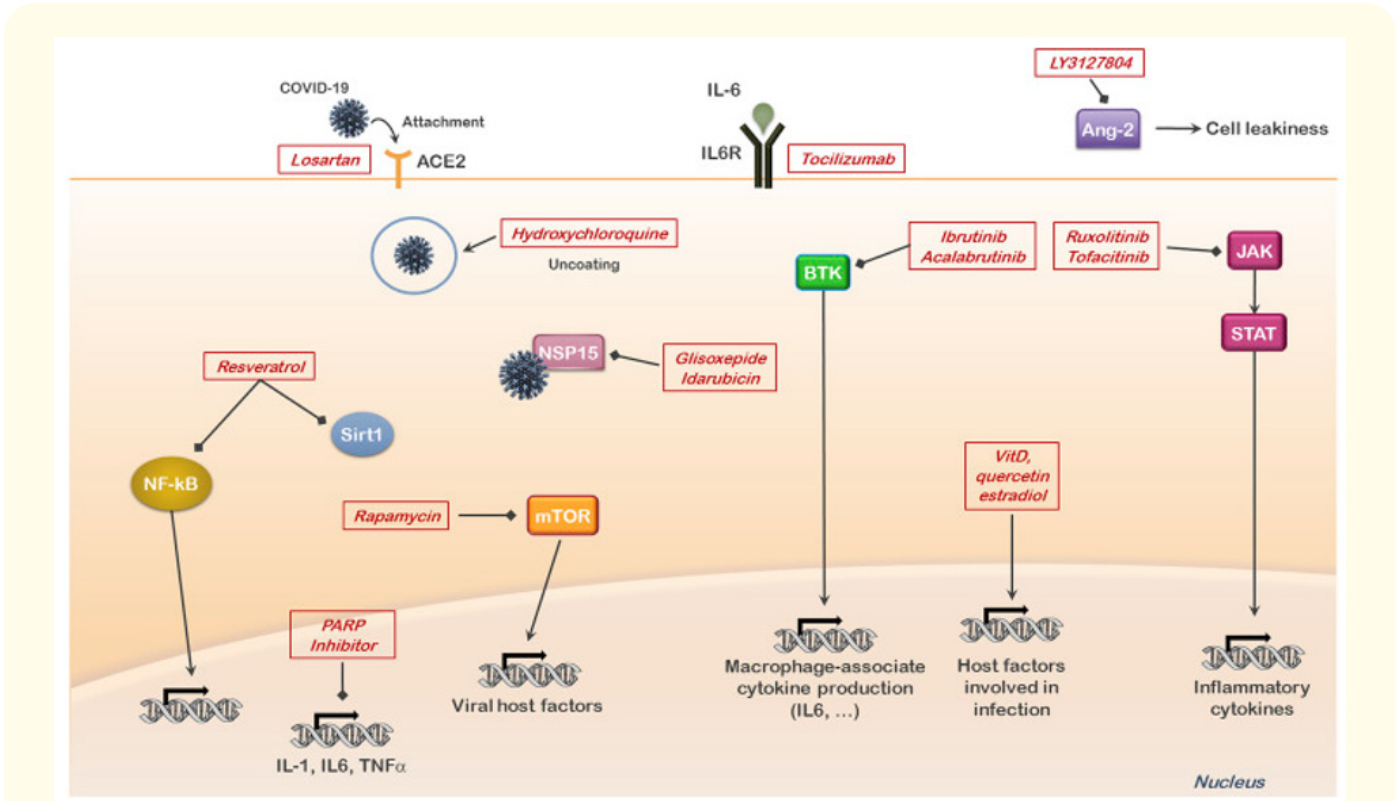 LY3127804
COVID-19
IL-6
Attachment
Ang-2
Cell leakiness
Losartan
ACE2
IL6R
Tocilizumab
Hydroxychloroquine
Uncoating
Ibrutinib
Acalabrutinib
Ruxolitinib
Tofacitinib
JAK
BTK
STAT
NSP15
Glisoxepide
Idarubicin
Resveratrol
Sirt1
NF-kB
VitD,
quercetin
estradiol
Rapamycin
mTOR
PARP
Inhibitor
Viral host factors
Macrophage-associate
cytokine production
(IL6, ...)
Host factors
involved in
infection
Inflammatory
cytokines
IL-1, IL6, TNFα
Nucleus